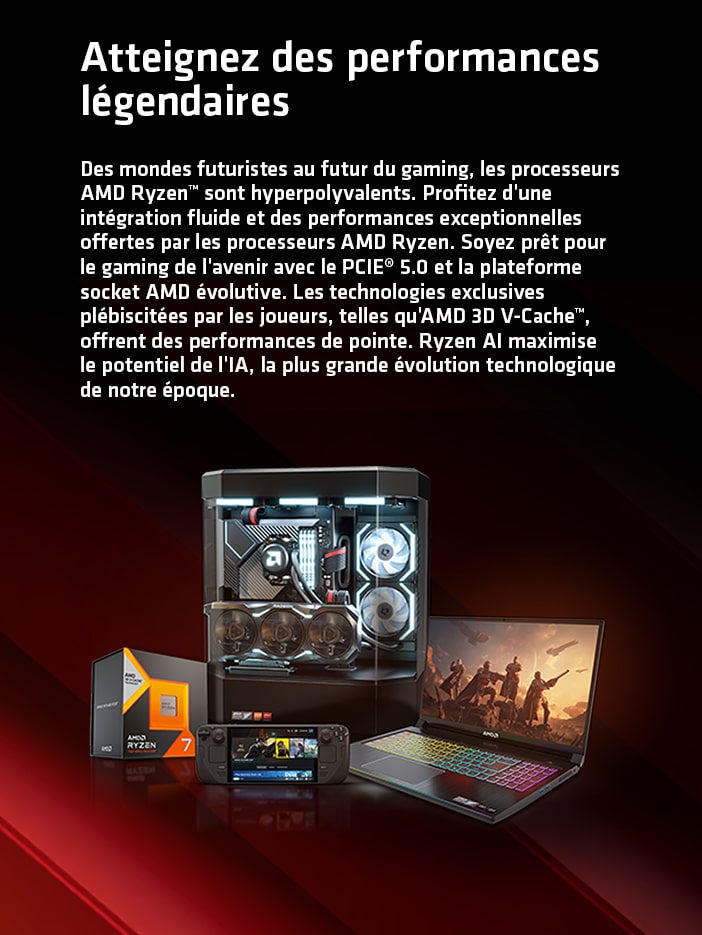 Atteignez des performances
légendaires
Des mondes futuristes au futur du gaming, les processeurs
AMD Ryzen™ sont hyperpolyvalents. Profitez d'une
intégration fluide et des performances exceptionnelles
offertes par les processeurs AMD Ryzen. Soyez prêt pour
le gaming de l'avenir avec le PCIE® 5.0 et la plateforme
socket AMD évolutive. Les technologies exclusives
plébiscitées par les joueurs, telles qu'AMD 3D V-Cache™,
offrent des performances de pointe. Ryzen AI maximise
le potentiel de l'IA, la plus grande évolution technologique
de notre époque.
AMD
AMD
RYZEN
7
AMD
AMD